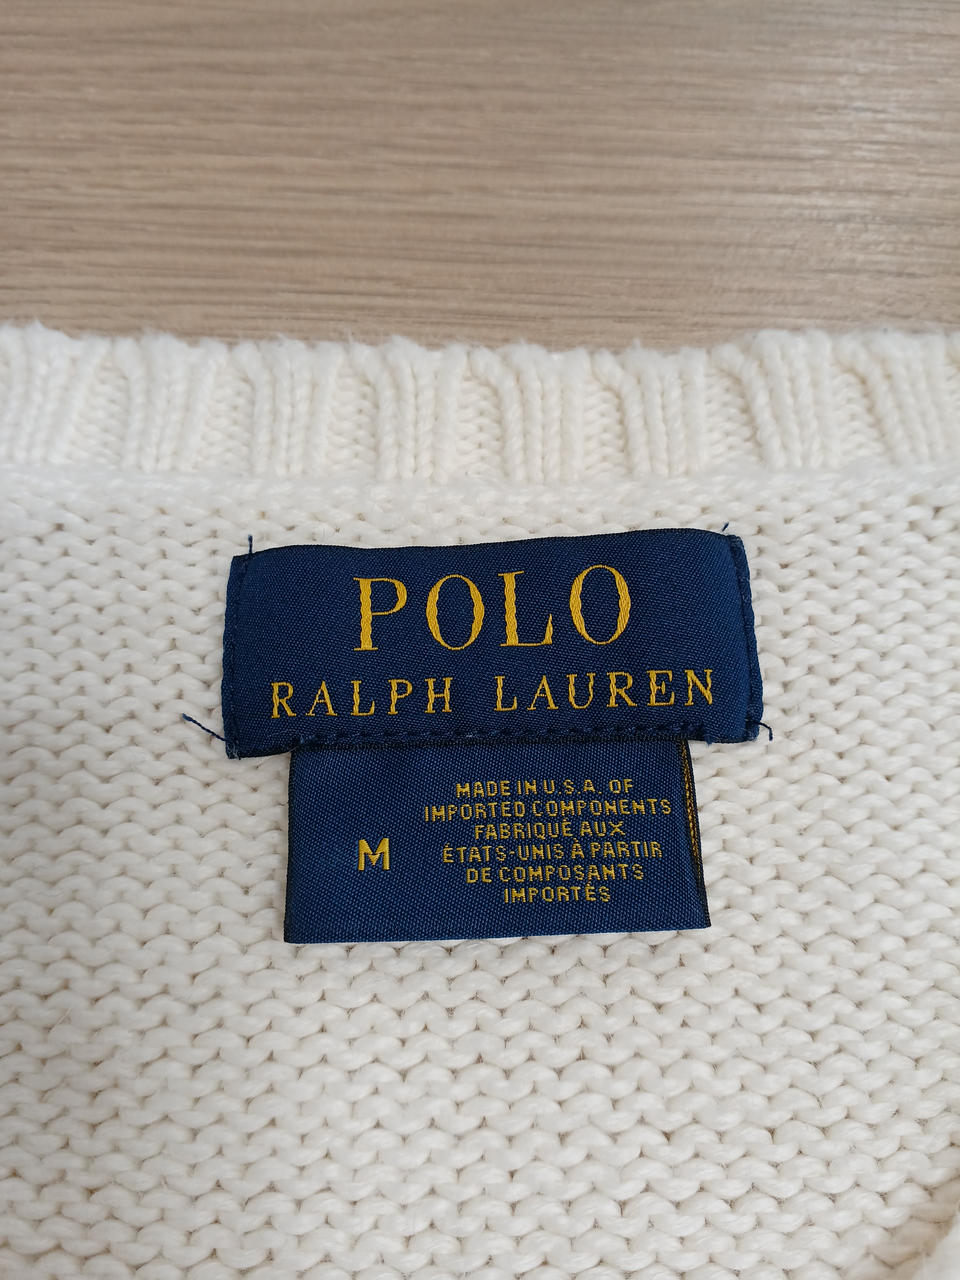 POLO
RALPH LAUREN
M
MADE IN U.S.A. OF
IMPORTED COMPONENTS
FABRIQUÉ AUX
ÉTATS-UNIS À PARTIR
DE COMPOSANTS
IMPORTÉS